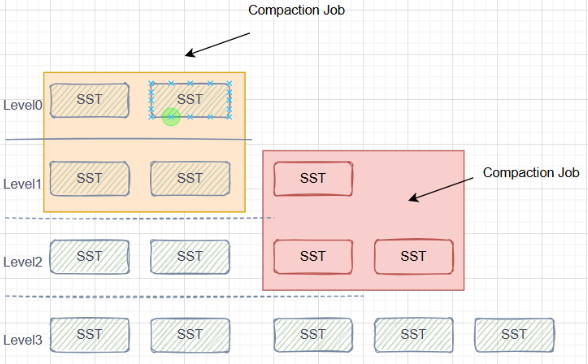 Compaction Job
Level0 SST SST
Level1 SST SST SST
Compaction Job
Level2 SST SST SST SST
Level3 SST SST SST SST SST